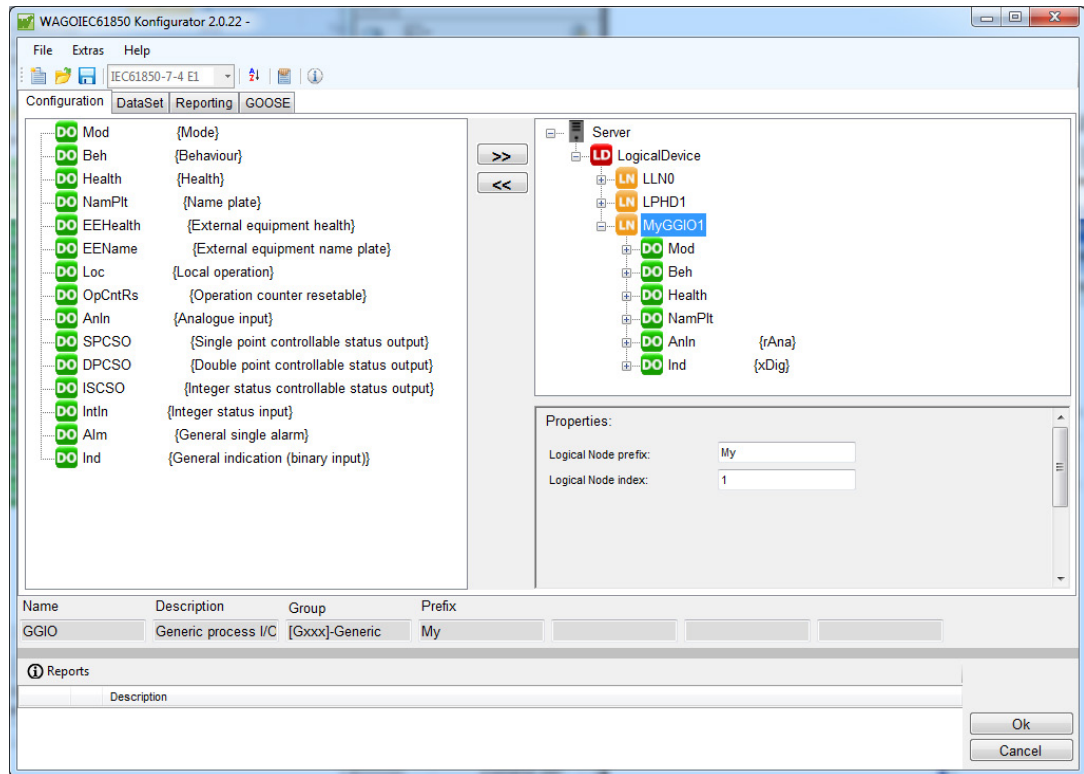 WAGOIEC61850 Konfigurator 2.0.22 -
File Extras Help
IEC61850-7-4 E1
Configuration DataSet Reporting GOOSE
DO Mod {Mode}
DO Beh {Behaviour}
DO Health {Health}
DO NamPlt {Name plate}
DO EEHealth {External equipment health}
DO EEName {External equipment name plate}
DO Loc {Local operation}
DO OpCntRs {Operation counter resetable}
DO AnIn {Analogue input}
DO SPCSO {Single point controllable status output}
DO DPCSO {Double point controllable status output}
DO ISCSO {Integer status controllable status output}
DO IntIn {Integer status input}
DO Alm {General single alarm}
DO Ind {General indication (binary input)}
>>
<<
Server
LD LogicalDevice
LN LLN0
LN LPHD1
LN MyGGIO1
DO Mod
DO Beh
DO Health
DO NamPlt
DO AnIn {rAna}
DO Ind {xDig}
Properties:
Logical Node prefix: My
Logical Node index: 1
Name Description Group Prefix
GGIO Generic process I/O [Gxxx]-Generic My
Reports
Description
Ok
Cancel